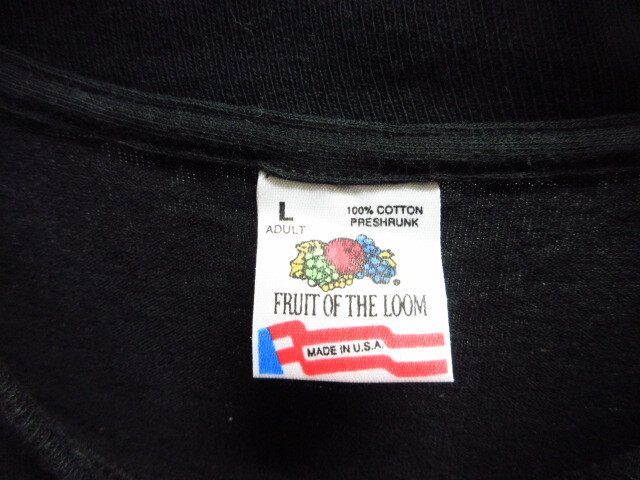 L
ADULT
100% COTTON
PRESHRUNK
®
FRUIT OF THE LOOM
MADE IN U.S.A.